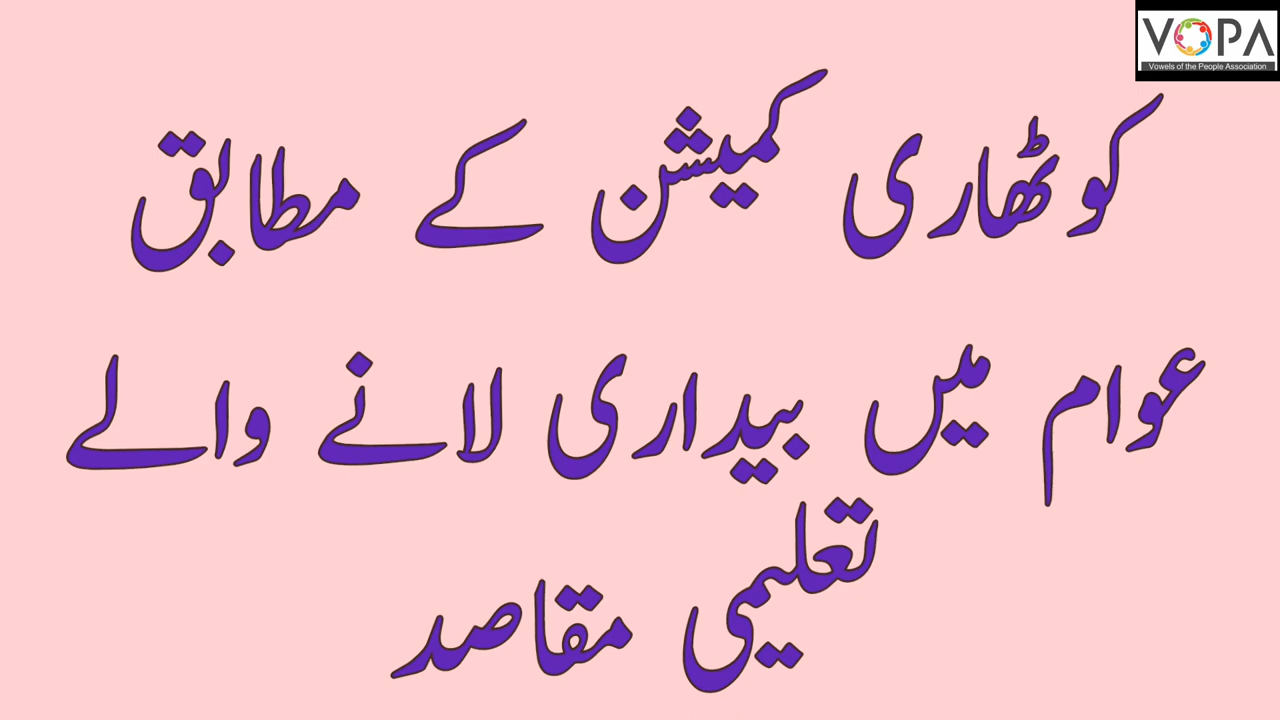 VOPA
Vowels of the People Association
کوٹھاری کمیشن کے مطابق
عوام میں بیداری لانے والے
تعلیمی مقاصد